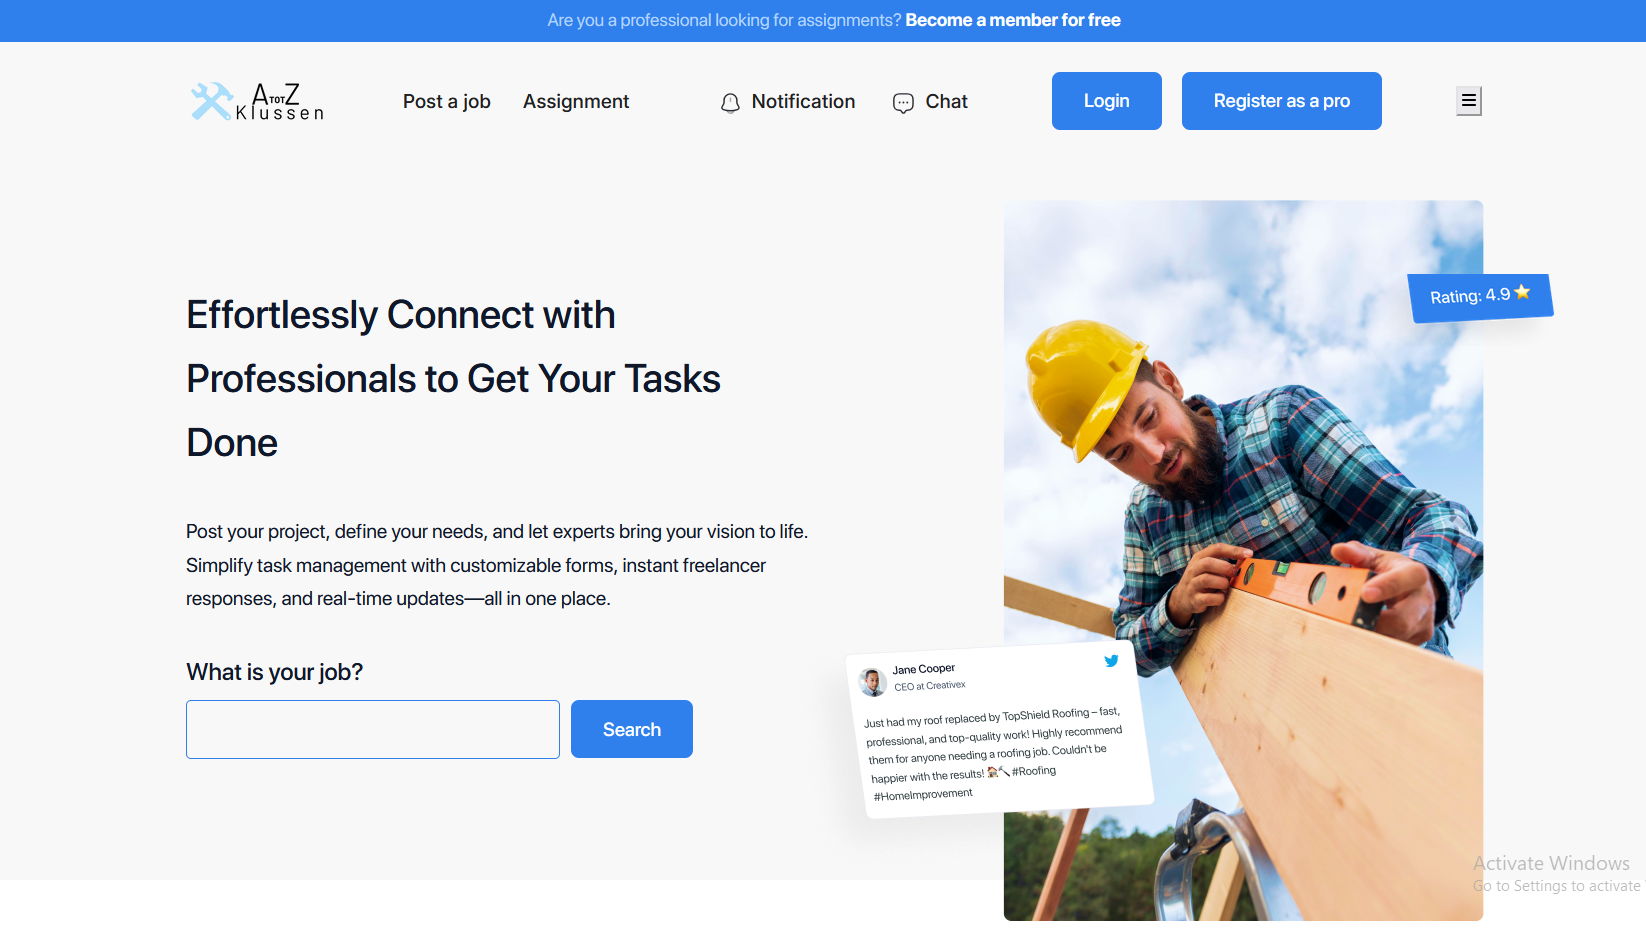 Are you a professional looking for assignments? Become a member for free
A TOT Z
Klussen
Post a job
Assignment
Notification
Chat
Login
Register as a pro
Effortlessly Connect with
Professionals to Get Your Tasks
Done
Rating: 4.9⭐
Post your project, define your needs, and let experts bring your vision to life.
Simplify task management with customizable forms, instant freelancer
responses, and real-time updates—all in one place.
What is your job?
Search
Jane Cooper
CEO at Creativex
Just had my roof replaced by TopShield Roofing – fast,
professional, and top-quality work! Highly recommend
them for anyone needing a roofing job. Couldn't be
happier with the results! 🏠🔨 #Roofing
#HomeImprovement
Activate Windows
Go to Settings to activate